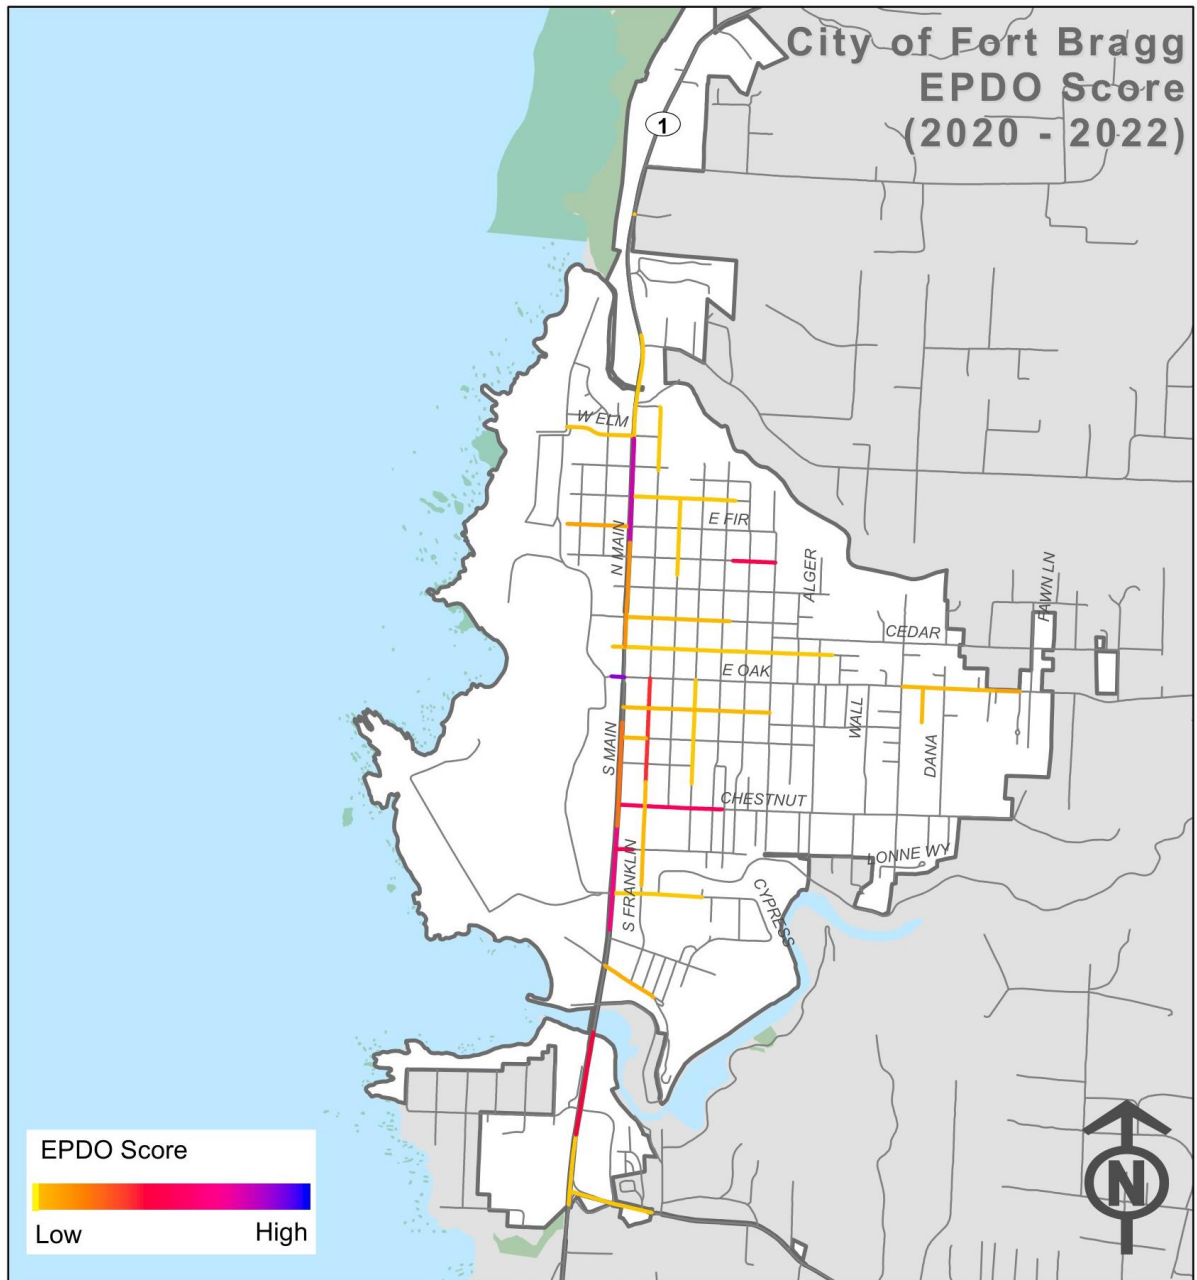 City of Fort Bragg
EPDO Score
(2020 - 2022)
1
W ELM
E FIR
N MAIN
ALGER
FAWN LN
CEDAR
E OAK
S MAIN
WALL
DANA
CHESTNUT
LONNE WY
S FRANKLIN
CYPRESS
EPDO Score
Low
High
N